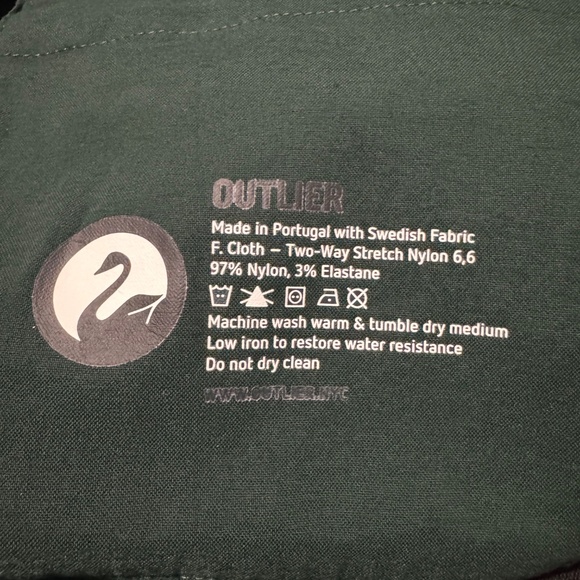 OUTLIER
Made in Portugal with Swedish Fabric
F. Cloth – Two-Way Stretch Nylon 6,6
97% Nylon, 3% Elastane
Machine wash warm & tumble dry medium
Low iron to restore water resistance
Do not dry clean
WWW.OUTLIER.NYC